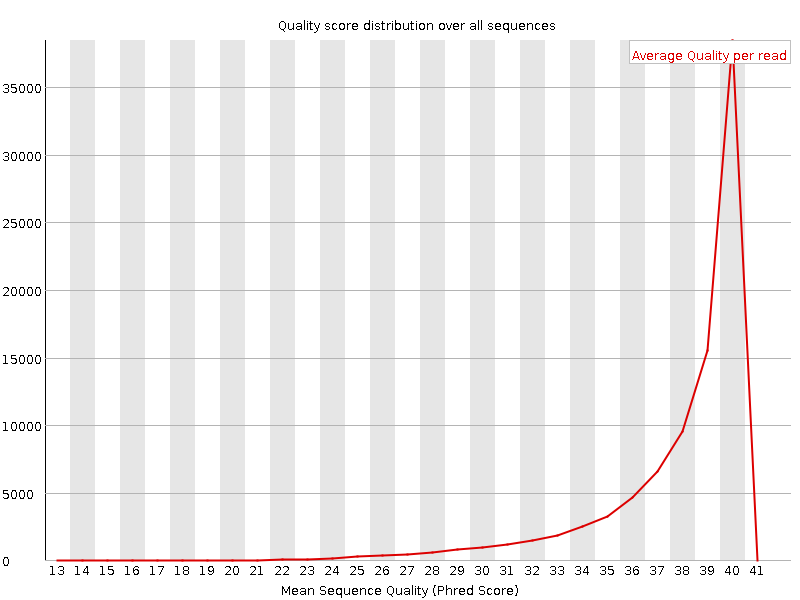 Quality score distribution over all sequences
Average Quality per read
35000
30000
25000
20000
15000
10000
5000
0
13 14 15 16 17 18 19 20 21 22 23 24 25 26 27 28 29 30 31 32 33 34 35 36 37 38 39 40 41
Mean Sequence Quality (Phred Score)